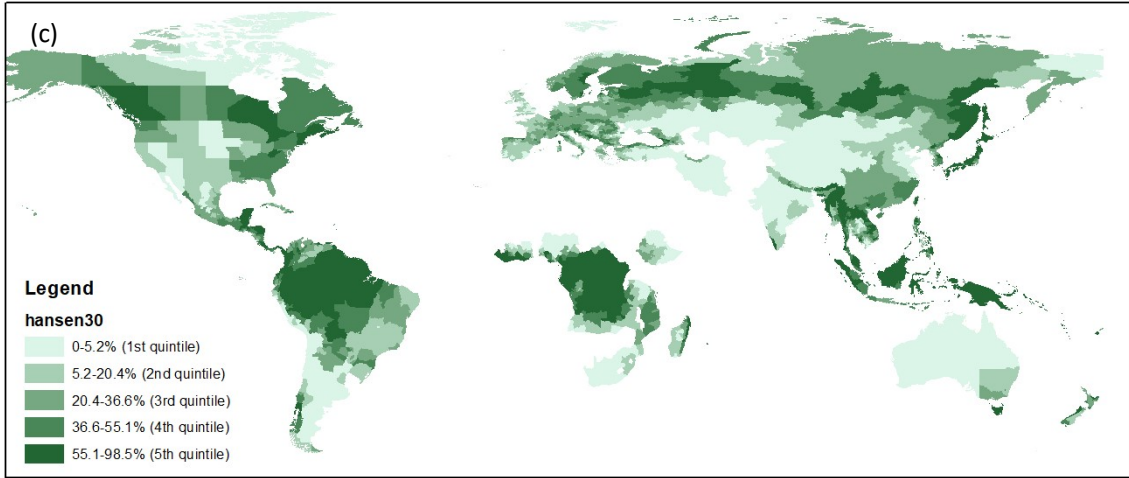 (c)
Legend
hansen30
0-5.2% (1st quintile)
5.2-20.4% (2nd quintile)
20.4-36.6% (3rd quintile)
36.6-55.1% (4th quintile)
55.1-98.5% (5th quintile)